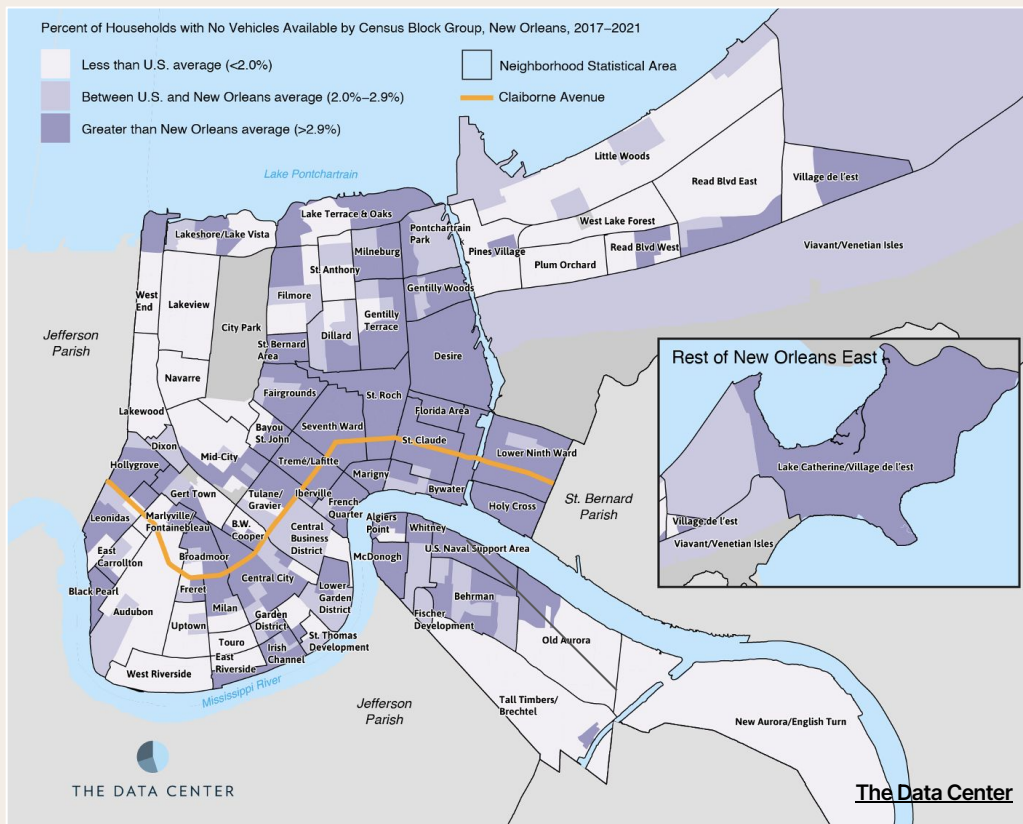 Percent of Households with No Vehicles Available by Census Block Group, New Orleans, 2017–2021
Less than U.S. average (<2.0%)
Between U.S. and New Orleans average (2.0%–2.9%)
Greater than New Orleans average (>2.9%)
Neighborhood Statistical Area
Claiborne Avenue
Lake Pontchartrain
Little Woods
Read Blvd East
Village de l'est
Lake Terrace & Oaks
Lakeshore/Lake Vista
Pontchartrain
Park
West Lake Forest
Milneburg
Pines Village
Read Blvd West
Viavant/Venetian Isles
Plum Orchard
St. Anthony
Gentilly Woods
West
End
Lakeview
Filmore
City Park
Gentilly
Terrace
Dillard
Jefferson
Parish
St. Bernard
Area
Desire
Navarre
Fairgrounds
St. Roch
Lakewood
Florida Area
Bayou
St. John
Seventh Ward
St. Claude
Dixon
Mid-City
Lower Ninth Ward
Hollygrove
Tremé/Lafitte
Marigny
Gert Town
Tulane/
Gravier
Iberville
Bywater
French
Quarter
Holy Cross
St. Bernard
Parish
Leonidas
Marlyville/
Fontainebleau
B.W.
Cooper
Central
Business
District
Algiers
Point
Whitney
East
Carrollton
Broadmoor
McDonogh
U.S. Naval Support Area
Black Pearl
Freret
Central City
Lower
Garden
District
Behrman
Audubon
Milan
Garden
District
Fischer
Development
Uptown
St. Thomas
Development
Old Aurora
Touro
Irish
Channel
East
Riverside
West Riverside
Mississippi River
Jefferson
Parish
Tall Timbers/
Brechtel
New Aurora/English Turn
Rest of New Orleans East
Lake Catherine/Village de l'est
Village de l'est
Viavant/Venetian Isles
THE DATA CENTER
The Data Center